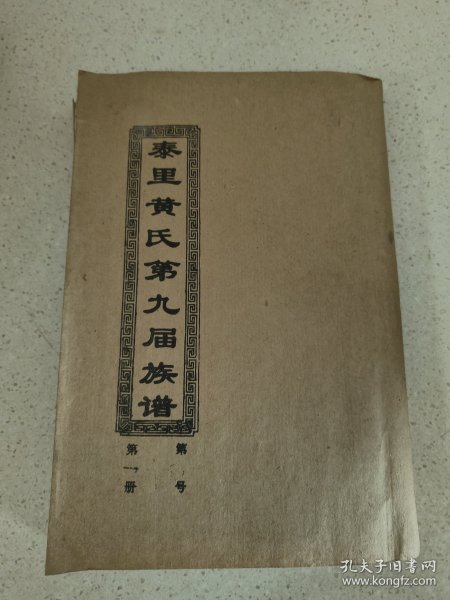 泰里黄氏第九届族谱
第 号
第一册
孔夫子旧书网
www.kongfz.com